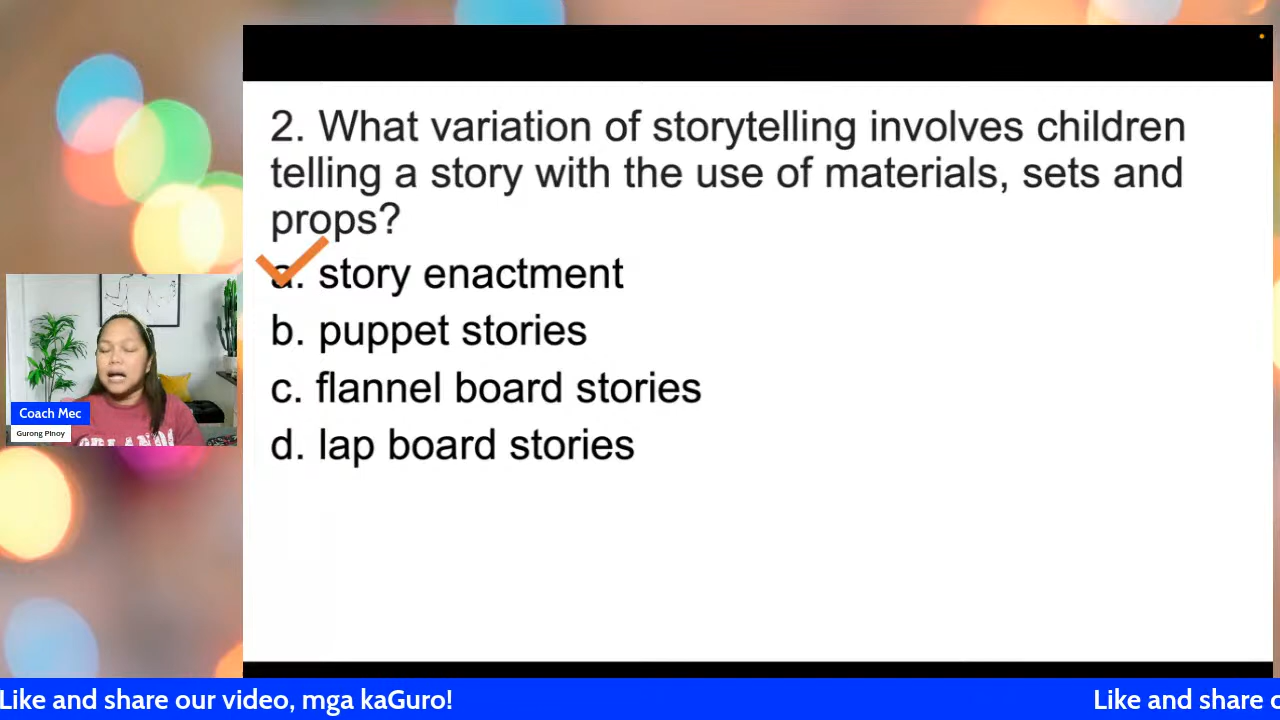 2. What variation of storytelling involves children
telling a story with the use of materials, sets and
props?
a. story enactment
b. puppet stories
c. flannel board stories
d. lap board stories
Coach Mec
Gurong Pinoy
Like and share our video, mga kaGuro!
Like and share